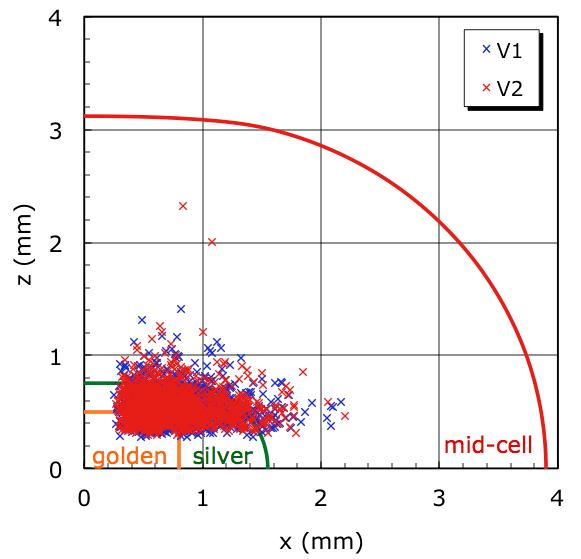 4
V1
V2
3
z (mm)
2
1
mid-cell
golden silver
0
0 1 2 3 4
x (mm)